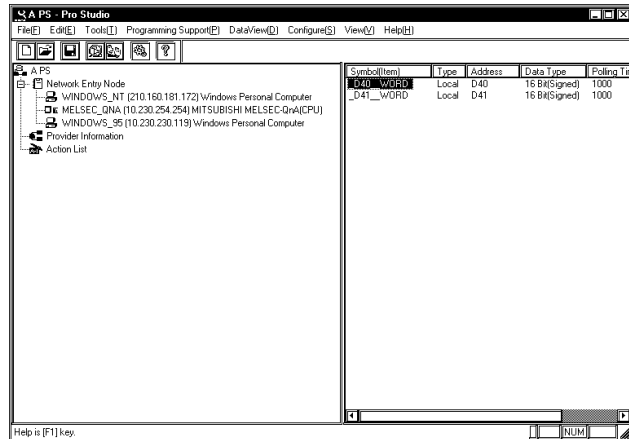 A PS - Pro Studio
File(F) Edit(E) Tools(T) Programming Support(P) DataView(D) Configure(S) View(V) Help(H)
A PS
Network Entry Node
WINDOWS_NT (210.160.181.172) Windows Personal Computer
MELSEC_QNA (10.230.254.254) MITSUBISHI MELSEC-QnA(CPU)
WINDOWS_95 (10.230.230.119) Windows Personal Computer
Provider Information
Action List
Symbol(Item) Type Address Data Type Polling Tir
_D40__WORD Local D40 16 Bit(Signed) 1000
_D41__WORD Local D41 16 Bit(Signed) 1000
Help is [F1] key.
NUM